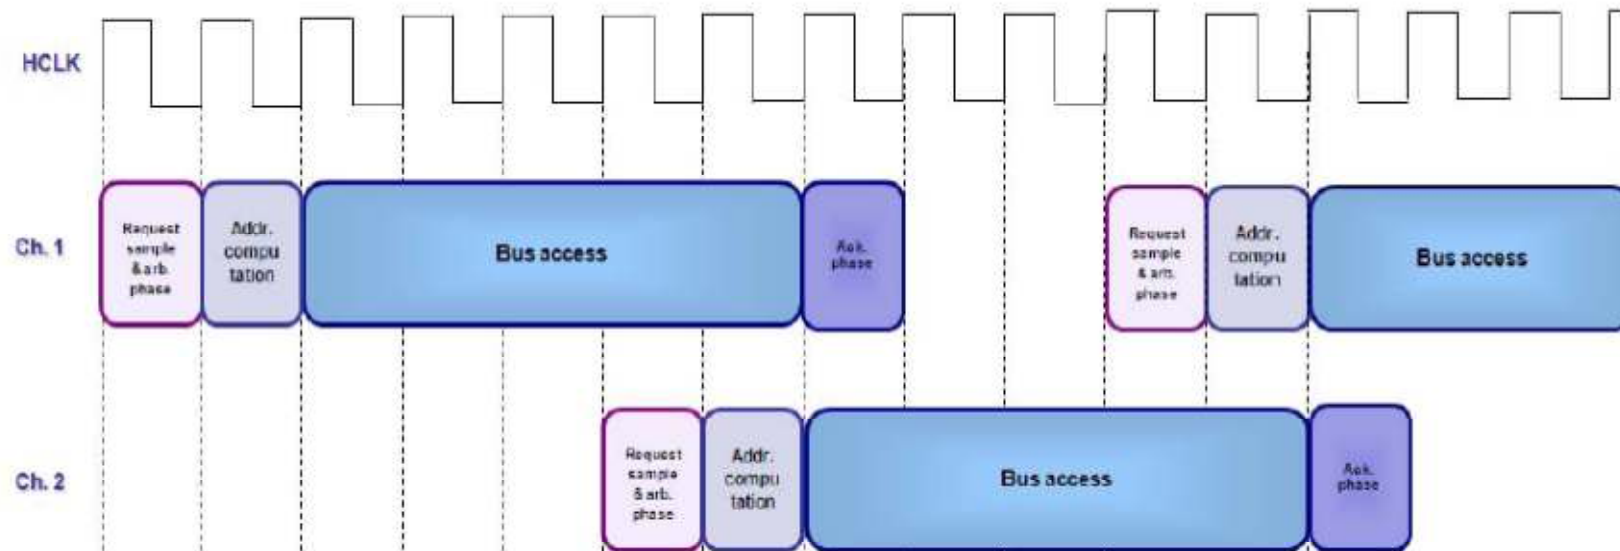 HCLK
Ch. 1
Request
sample
& arb.
phase
Addr.
compu
tation
Bus access
Ack.
phase
Request
sample
& arb.
phase
Addr.
compu
tation
Bus access
Ch. 2
Request
sample
& arb.
phase
Addr.
compu
tation
Bus access
Ack.
phase